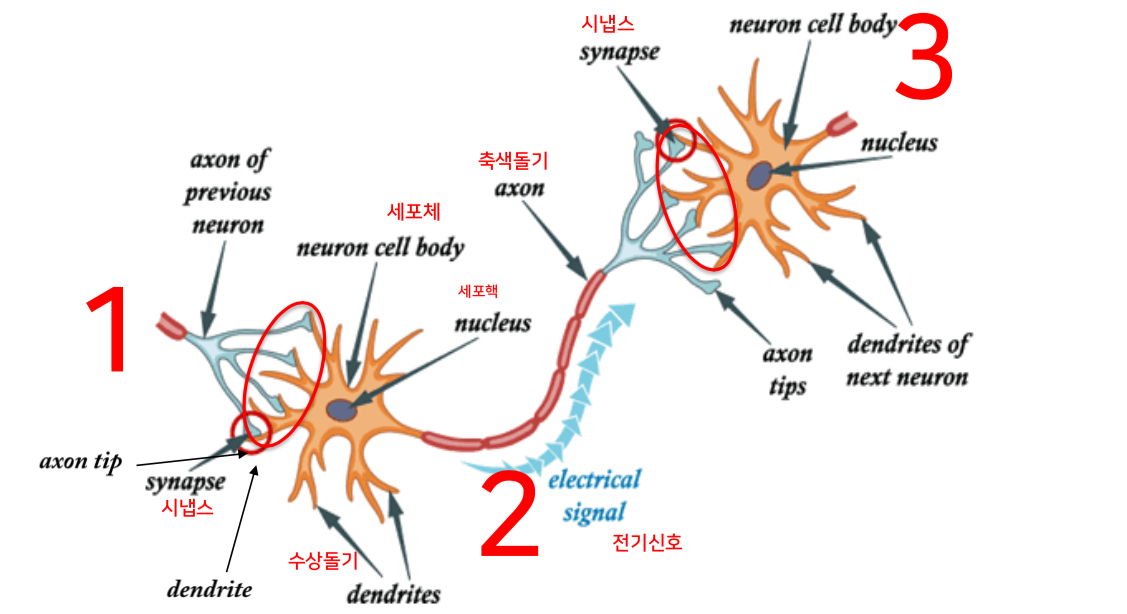 시냅스
synapse
neuron cell body
3
nucleus
axon of
previous
neuron
축색돌기
axon
세포체
neuron cell body
1
세포핵
nucleus
axon
tips
dendrites of
next neuron
axon tip
synapse
시냅스
2
electrical
signal
전기신호
수상돌기
dendrite
dendrites